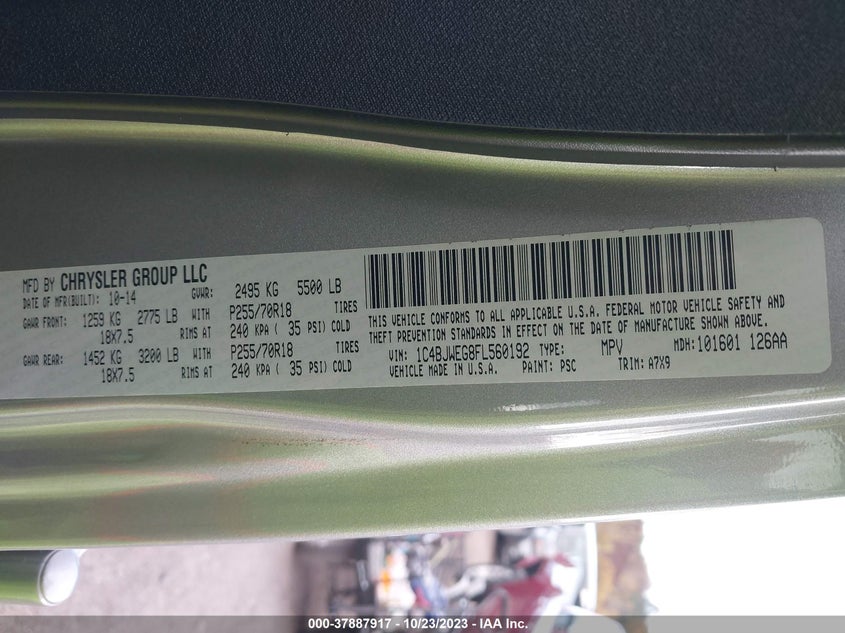 MFD BY CHRYSLER GROUP LLC
DATE OF MFR(BUILT): 10-14 GVWR: 2495 KG 5500 LB
GAWR FRONT: 1259 KG 2775 LB WITH P255/70R18 TIRES
18X7.5 RIMS AT 240 KPA ( 35 PSI) COLD
GAWR REAR: 1452 KG 3200 LB WITH P255/70R18 TIRES
18X7.5 RIMS AT 240 KPA ( 35 PSI) COLD
THIS VEHICLE CONFORMS TO ALL APPLICABLE U.S.A. FEDERAL MOTOR VEHICLE SAFETY AND
THEFT PREVENTION STANDARDS IN EFFECT ON THE DATE OF MANUFACTURE SHOWN ABOVE.
VIN: 1C4BJWEG8FL560192 TYPE: MPV MDH: 101601 126AA
VEHICLE MADE IN U.S.A. PAINT: PSC TRIM: A7X9
000-37887917 - 10/23/2023 - IAA Inc.